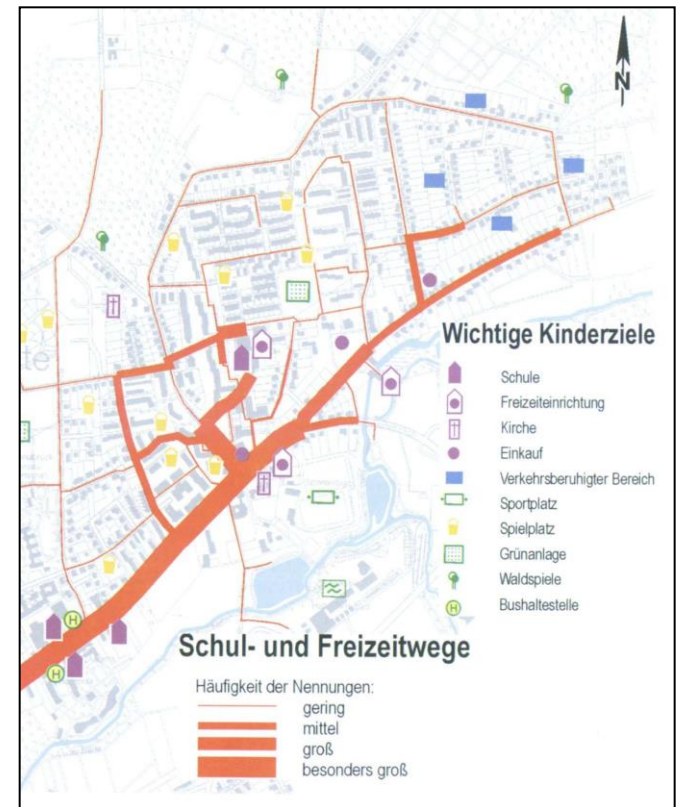 N
Wichtige Kinderziele
Schule
Freizeiteinrichtung
Kirche
Einkauf
Verkehrsberuhigter Bereich
Sportplatz
Spielplatz
Grünanlage
Waldspiele
H
Bushaltestelle
H
H
Schul- und Freizeitwege
Häufigkeit der Nennungen:
gering
mittel
groß
besonders groß